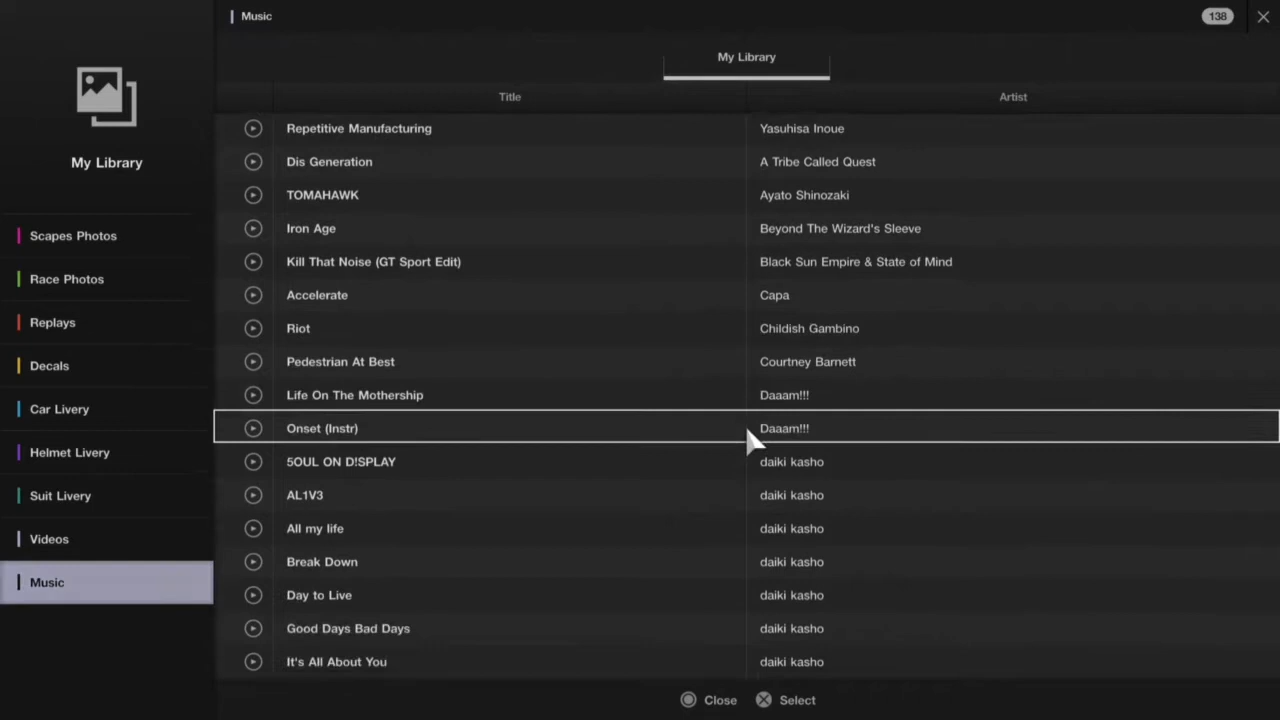 Music
138
My Library
Title Artist
Repetitive Manufacturing Yasuhisa Inoue
Dis Generation A Tribe Called Quest
TOMAHAWK Ayato Shinozaki
Iron Age Beyond The Wizard's Sleeve
Kill That Noise (GT Sport Edit) Black Sun Empire & State of Mind
Accelerate Capa
Riot Childish Gambino
Pedestrian At Best Courtney Barnett
Life On The Mothership Daaam!!!
Onset (Instr) Daaam!!!
5OUL ON D!SPLAY daiki kasho
AL1V3 daiki kasho
All my life daiki kasho
Break Down daiki kasho
Day to Live daiki kasho
Good Days Bad Days daiki kasho
It's All About You daiki kasho
My Library
Scapes Photos
Race Photos
Replays
Decals
Car Livery
Helmet Livery
Suit Livery
Videos
Music
Close Select